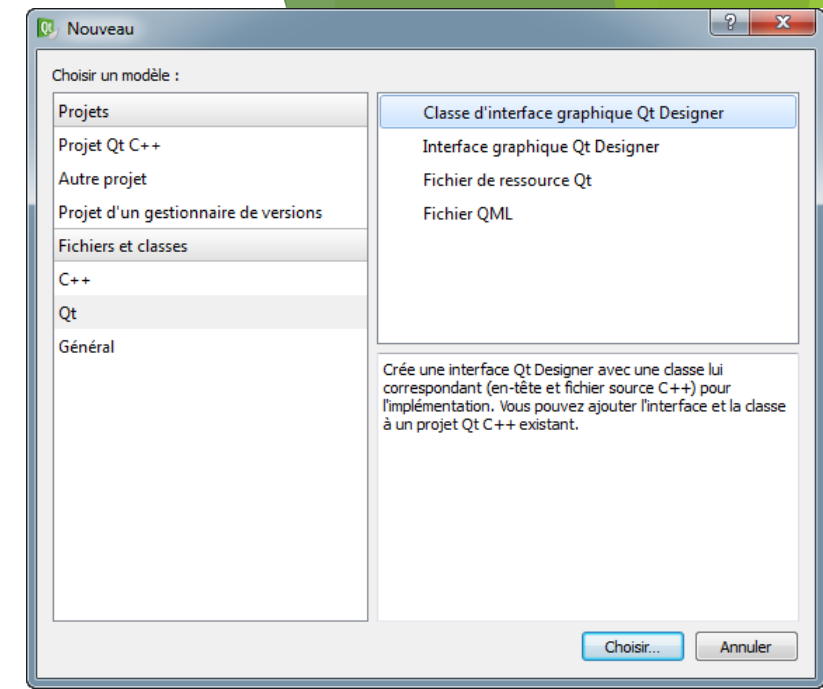 Nouveau
Choisir un modèle :
Projets
Projet Qt C++
Autre projet
Projet d'un gestionnaire de versions
Fichiers et classes
C++
Qt
Général
Classe d'interface graphique Qt Designer
Interface graphique Qt Designer
Fichier de ressource Qt
Fichier QML
Crée une interface Qt Designer avec une classe lui
correspondant (en-tête et fichier source C++) pour
l'implémentation. Vous pouvez ajouter l'interface et la classe
à un projet Qt C++ existant.
Choisir...
Annuler